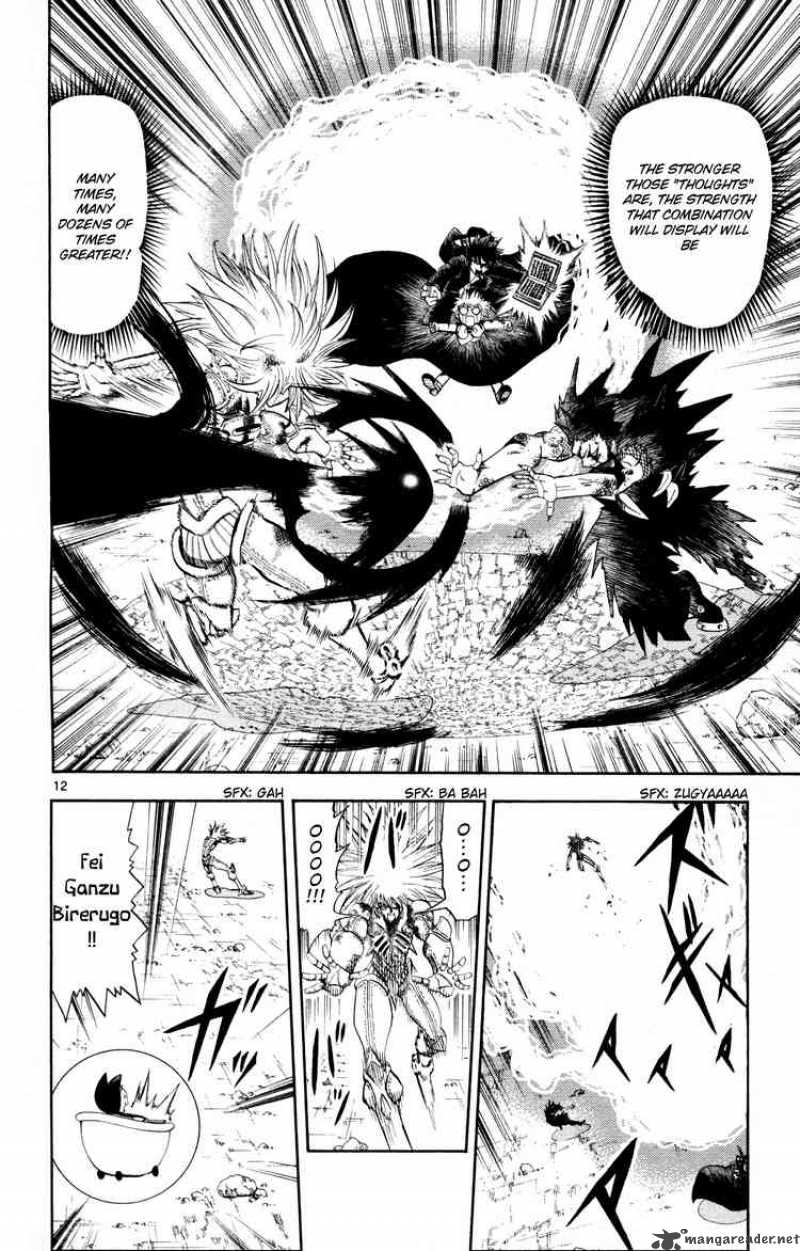 THE STRONGER
THOSE "THOUGHTS"
ARE, THE STRENGTH
THAT COMBINATION
WILL DISPLAY WILL
BE
MANY
TIMES,
MANY
DOZENS OF
TIMES
GREATER!!
12
SFX: ZUGYAAAAA
SFX: BA BAH
O...O...
OOOO!!!
SFX: GAH
Fei
Ganzu
Birerugo
!!
mangareader.net